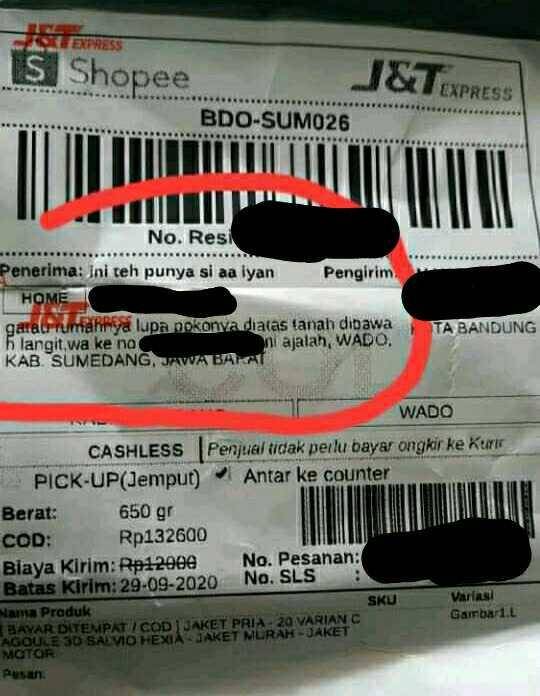 J&T EXPRESS
S Shopee
J&T EXPRESS
BDO-SUM026
No. Resi
Penerima: ini teh punya si aa iyan
Pengirim
HOME
J&T EXPRESS
gatau rumahnya lupa pokonya diatas tanah dibawa
h langit.wa ke no ni ajalah, WADO,
KAB. SUMEDANG, JAWA BARAT
KOTA BANDUNG
WADO
CASHLESS Penjual tidak perlu bayar ongkir ke Kurir
PICK-UP(Jemput) ✔ Antar ke counter
Berat: 650 gr
COD: Rp132600
Biaya Kirim: Rp12000
Batas Kirim: 29-09-2020
No. Pesanan:
No. SLS :
Nama Produk SKU Variasi
[ BAYAR DITEMPAT / COD ] JAKET PRIA - 20 VARIAN C
AGOULE 3D SALVIO HEXIA - JAKET MURAH - JAKET
MOTOR
Gambar1.L
Pesan: